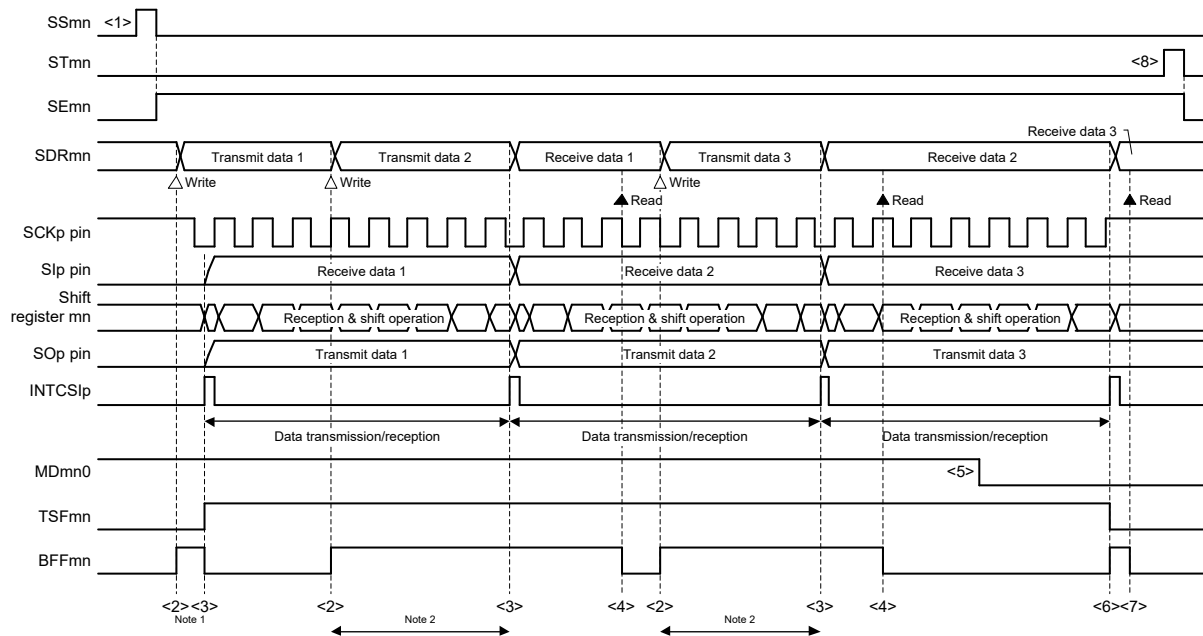 SSmn <1>
STmn <8>
SEmn
Receive data 3
SDRmn Transmit data 1 Transmit data 2 Receive data 1 Transmit data 3 Receive data 2
Write Write Write
Read Read Read
SCKp pin
SIp pin Receive data 1 Receive data 2 Receive data 3
Shift
register mn Reception & shift operation Reception & shift operation Reception & shift operation
SOp pin Transmit data 1 Transmit data 2 Transmit data 3
INTCSIp
Data transmission/reception Data transmission/reception Data transmission/reception
MDmn0 <5>
TSFmn
BFFmn
<2> <3> <2> <3> <4> <2> <3> <4> <6> <7>
Note 1 Note 2 Note 2